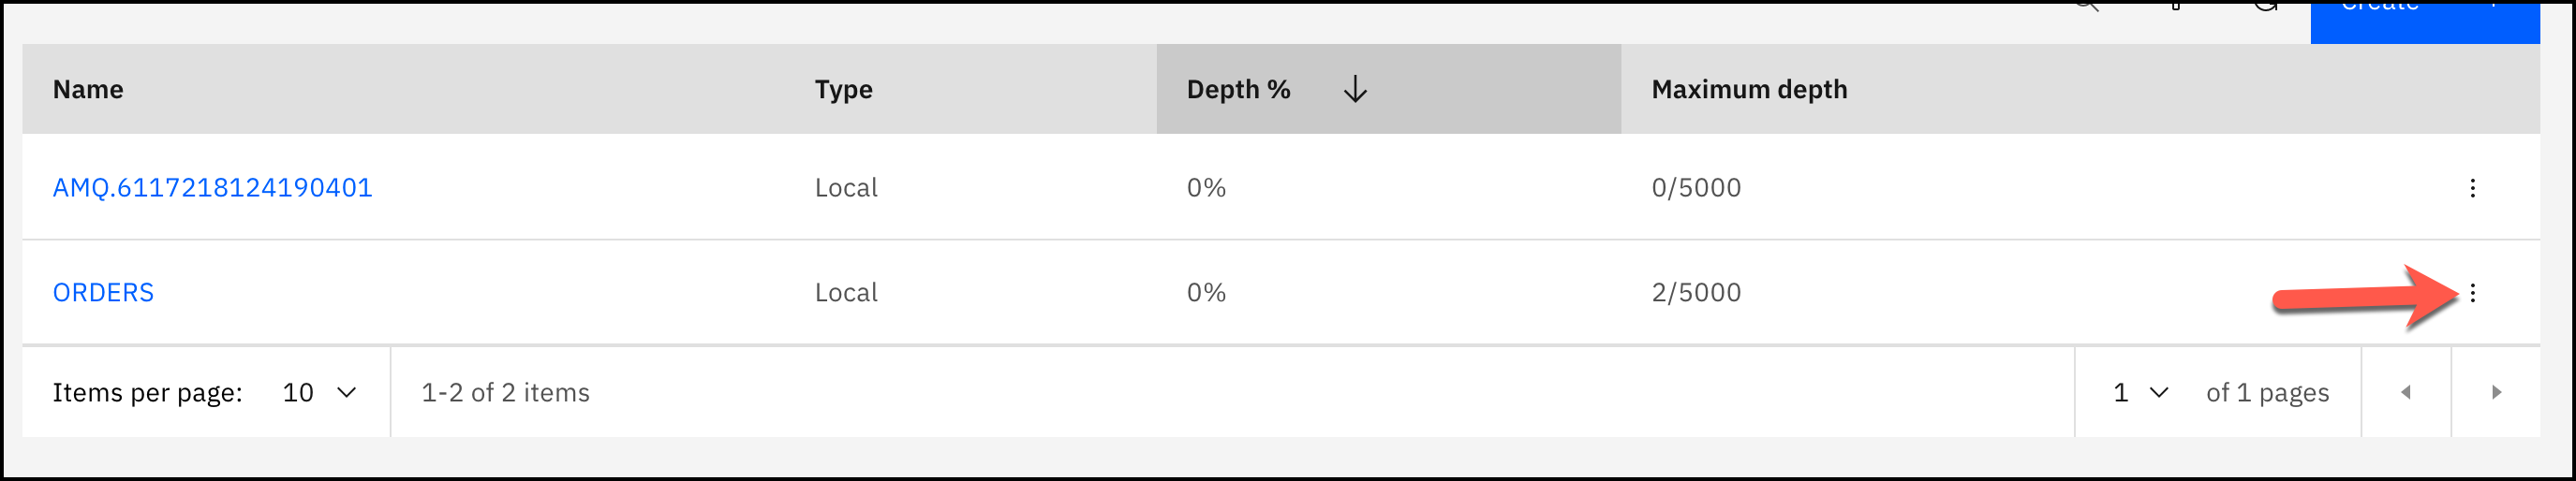 Create
Name Type Depth % Maximum depth
AMQ.6117218124190401 Local 0% 0/5000
ORDERS Local 0% 2/5000
Items per page: 10 1-2 of 2 items 1 of 1 pages